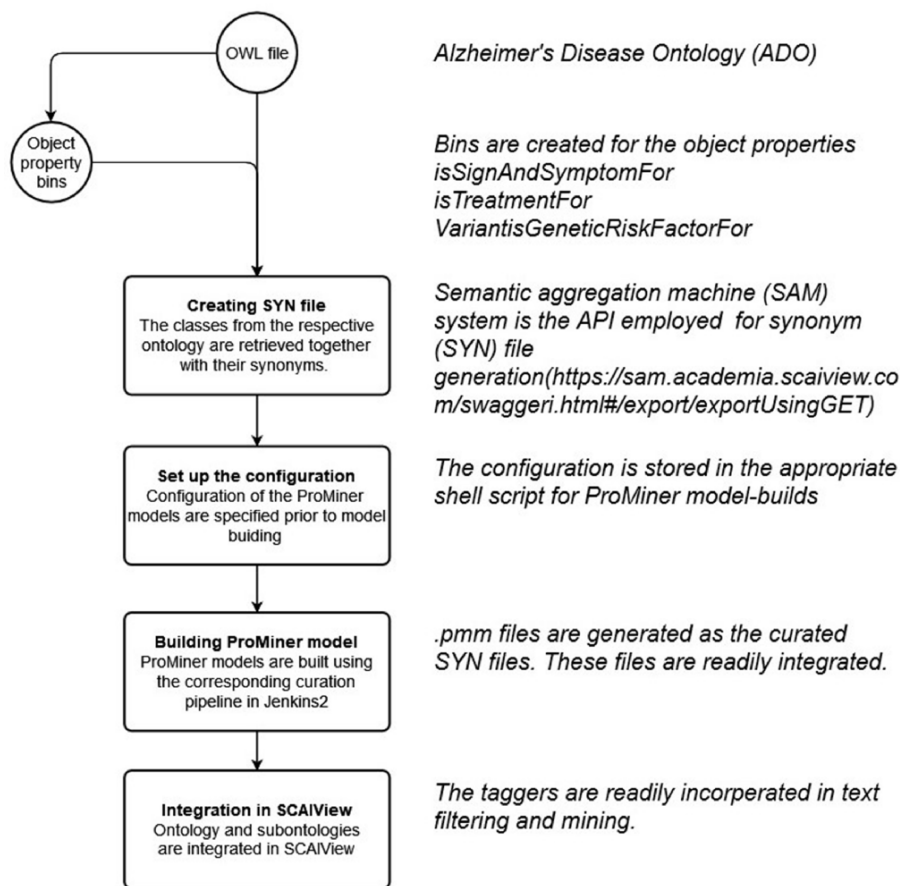 OWL file
Alzheimer's Disease Ontology (ADO)
Object
property
bins
Bins are created for the object properties
isSignAndSymptomFor
isTreatmentFor
VariantisGeneticRiskFactorFor
Creating SYN file
The classes from the respective
ontology are retrieved together
with their synonyms.
Semantic aggregation machine (SAM)
system is the API employed for synonym
(SYN) file
generation(https://sam.academia.scaiview.co
m/swaggeri.html#/export/exportUsingGET)
Set up the configuration
Configuration of the ProMiner
models are specified prior to model
buiding
The configuration is stored in the appropriate
shell script for ProMiner model-builds
Building ProMiner model
ProMiner models are built using
the corresponding curation
pipeline in Jenkins2
.pmm files are generated as the curated
SYN files. These files are readily integrated.
Integration in SCAIView
Ontology and subontologies
are integrated in SCAIView
The taggers are readily incorperated in text
filtering and mining.